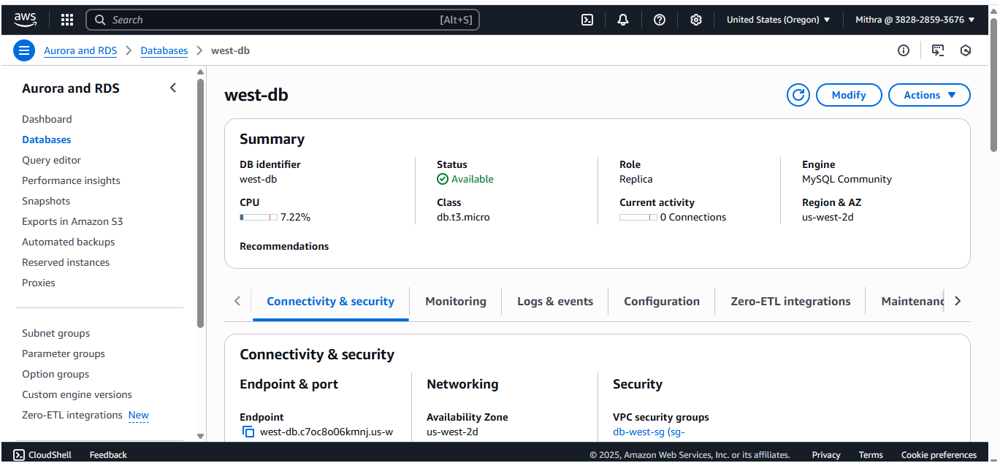 aws Search [Alt+S] United States (Oregon) Mithra @ 3828-2859-3676
Aurora and RDS > Databases > west-db
Aurora and RDS
Dashboard
Databases
Query editor
Performance insights
Snapshots
Exports in Amazon S3
Automated backups
Reserved instances
Proxies
Subnet groups
Parameter groups
Option groups
Custom engine versions
Zero-ETL integrations New
west-db
Modify Actions
Summary
DB identifier
west-db
Status
Available
Role
Replica
Engine
MySQL Community
CPU
7.22%
Class
db.t3.micro
Current activity
0 Connections
Region & AZ
us-west-2d
Recommendations
Connectivity & security Monitoring Logs & events Configuration Zero-ETL integrations Maintenanc
Connectivity & security
Endpoint & port
Endpoint
west-db.c7oc8o06kmnj.us-w
Networking
Availability Zone
us-west-2d
Security
VPC security groups
db-west-sg (sg-
CloudShell Feedback © 2025, Amazon Web Services, Inc. or its affiliates. Privacy Terms Cookie preferences